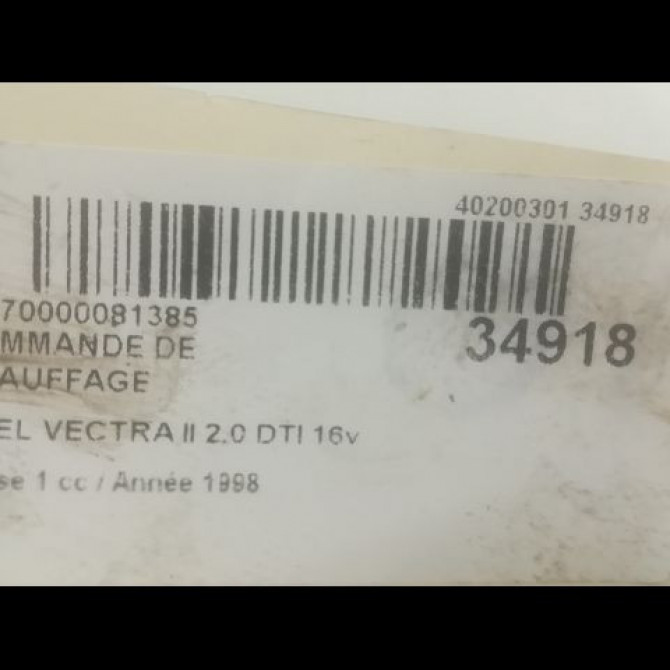 40200301 34918
70000081385
34918
MMANDE DE
AUFFAGE
EL VECTRA II 2.0 DTI 16v
se 1 cc / Année 1998